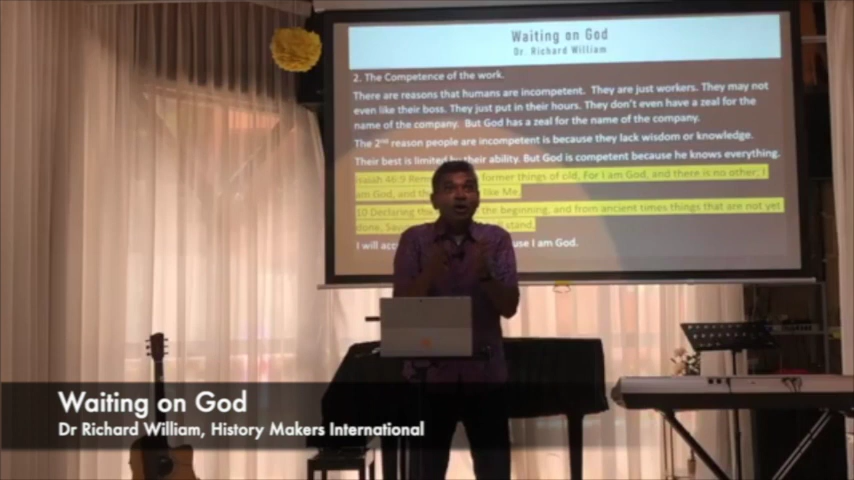 Waiting on God
Dr Richard William
2. The Competence of the work.
There are reasons that humans are incompetent. They are just workers. They may not
even like their boss. They just put in their hours. They don't even have a zeal for the
name of the company. But God has a zeal for the name of the company.
The 2nd reason people are incompetent is because they lack wisdom or knowledge.
Their best is limited by their ability. But God is competent because he knows everything.
Isaiah 46:9 former things of old, For I am God, and there is no other; I
am God, and like Me,
10 Declaring the beginning, and from ancient times things that are not yet
done, stand,
I will I am God.
Waiting on God
Dr Richard William, History Makers International